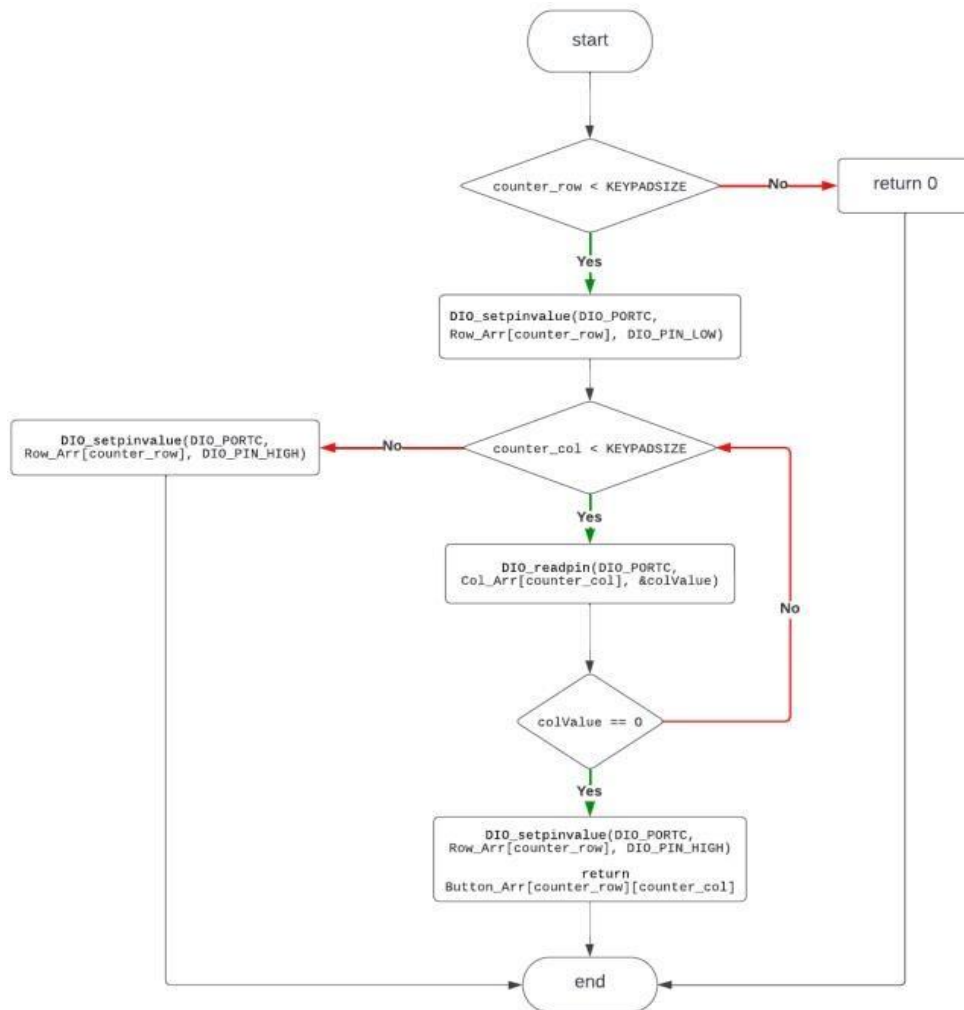 start
counter_row < KEYPADSIZE
No
return 0
Yes
DIO_setpinvalue(DIO_PORTC,
Row_Arr[counter_row], DIO_PIN_LOW)
DIO_setpinvalue(DIO_PORTC,
Row_Arr[counter_row], DIO_PIN_HIGH)
No
counter_col < KEYPADSIZE
Yes
DIO_readpin(DIO_PORTC,
Col_Arr[counter_col], &colValue)
No
colValue == 0
Yes
DIO_setpinvalue(DIO_PORTC,
Row_Arr[counter_row], DIO_PIN_HIGH)
return
Button_Arr[counter_row][counter_col]
end